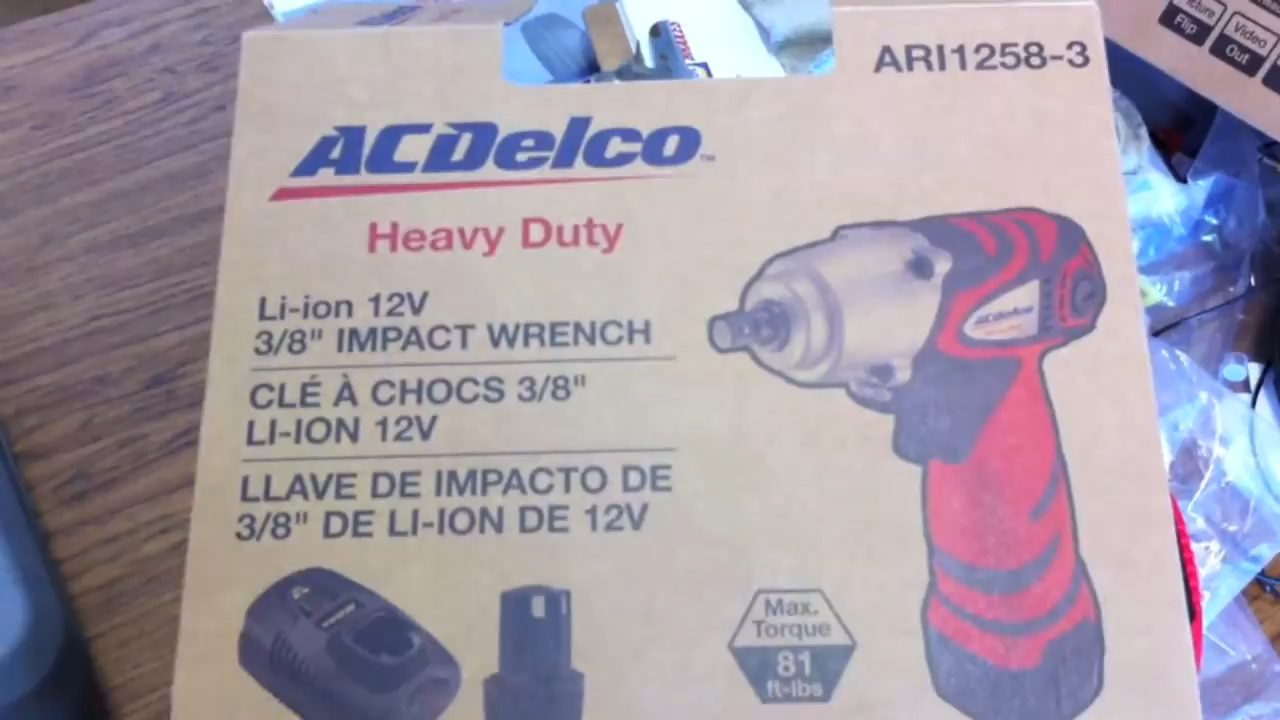 ARI1258-3
ACDelco™
Heavy Duty
Li-ion 12V
3/8" IMPACT WRENCH
CLÉ À CHOCS 3/8"
LI-ION 12V
LLAVE DE IMPACTO DE
3/8" DE LI-ION DE 12V
ACDelco
Max.
Torque
81
ft-lbs
Picture
Flip
Video
Out